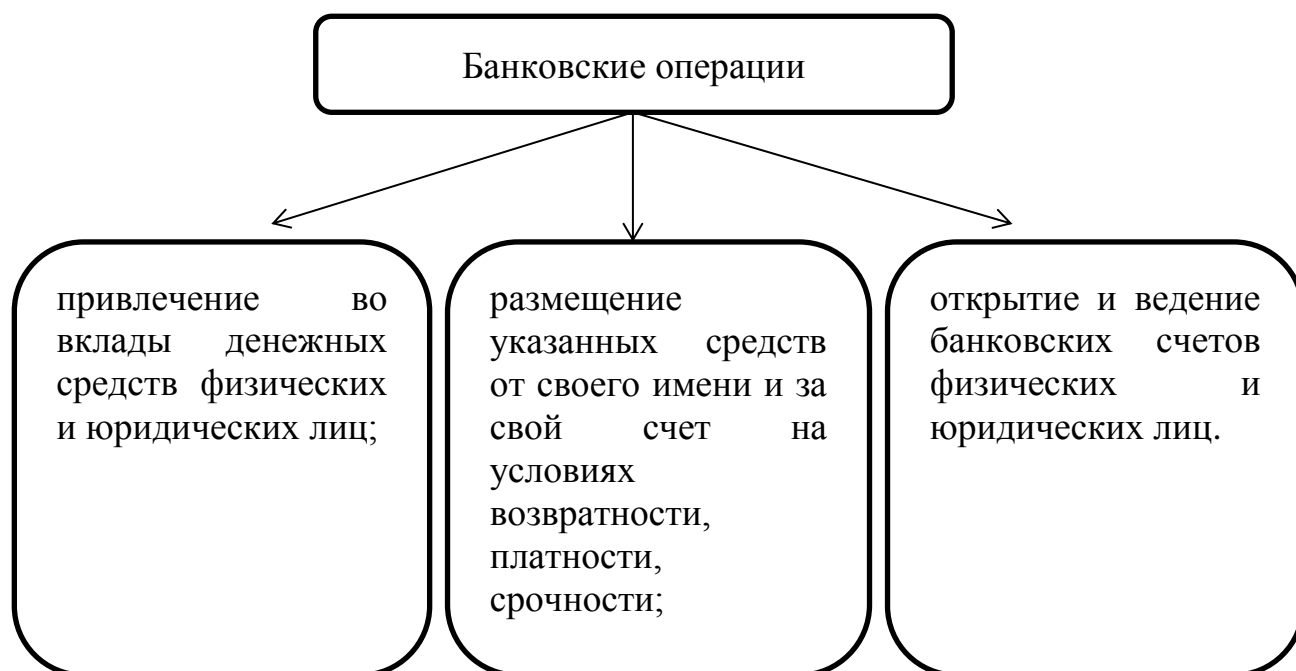 Банковские операции
привлечение во
вклады денежных
средств физических
и юридических лиц;
размещение
указанных средств
от своего имени и за
свой счет на
условиях
возвратности,
платности,
срочности;
открытие и ведение
банковских счетов
физических и
юридических лиц.